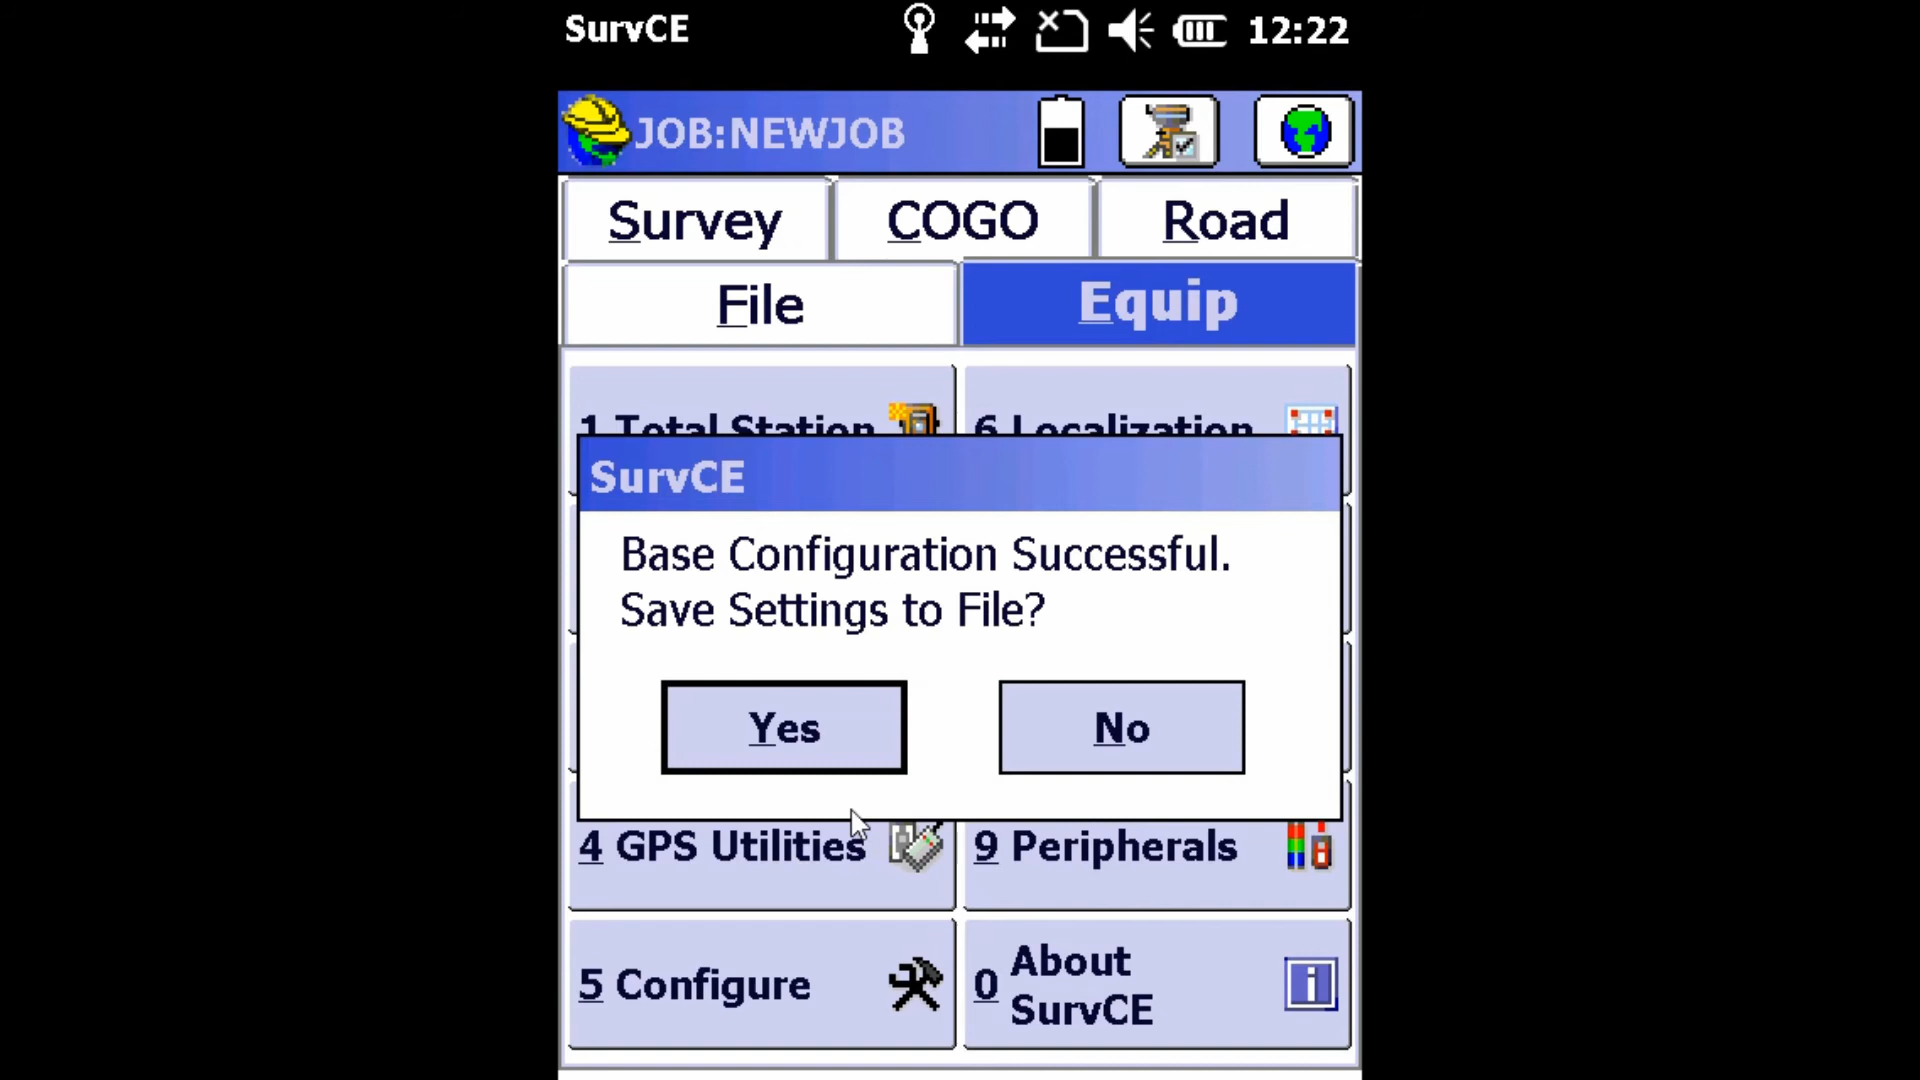 SurvCE 12:22
JOB:NEWJOB
Survey COGO Road
File Equip
1 Total Station 6 Localization
SurvCE
Base Configuration Successful.
Save Settings to File?
Yes No
4 GPS Utilities 9 Peripherals
5 Configure 0 About
SurvCE